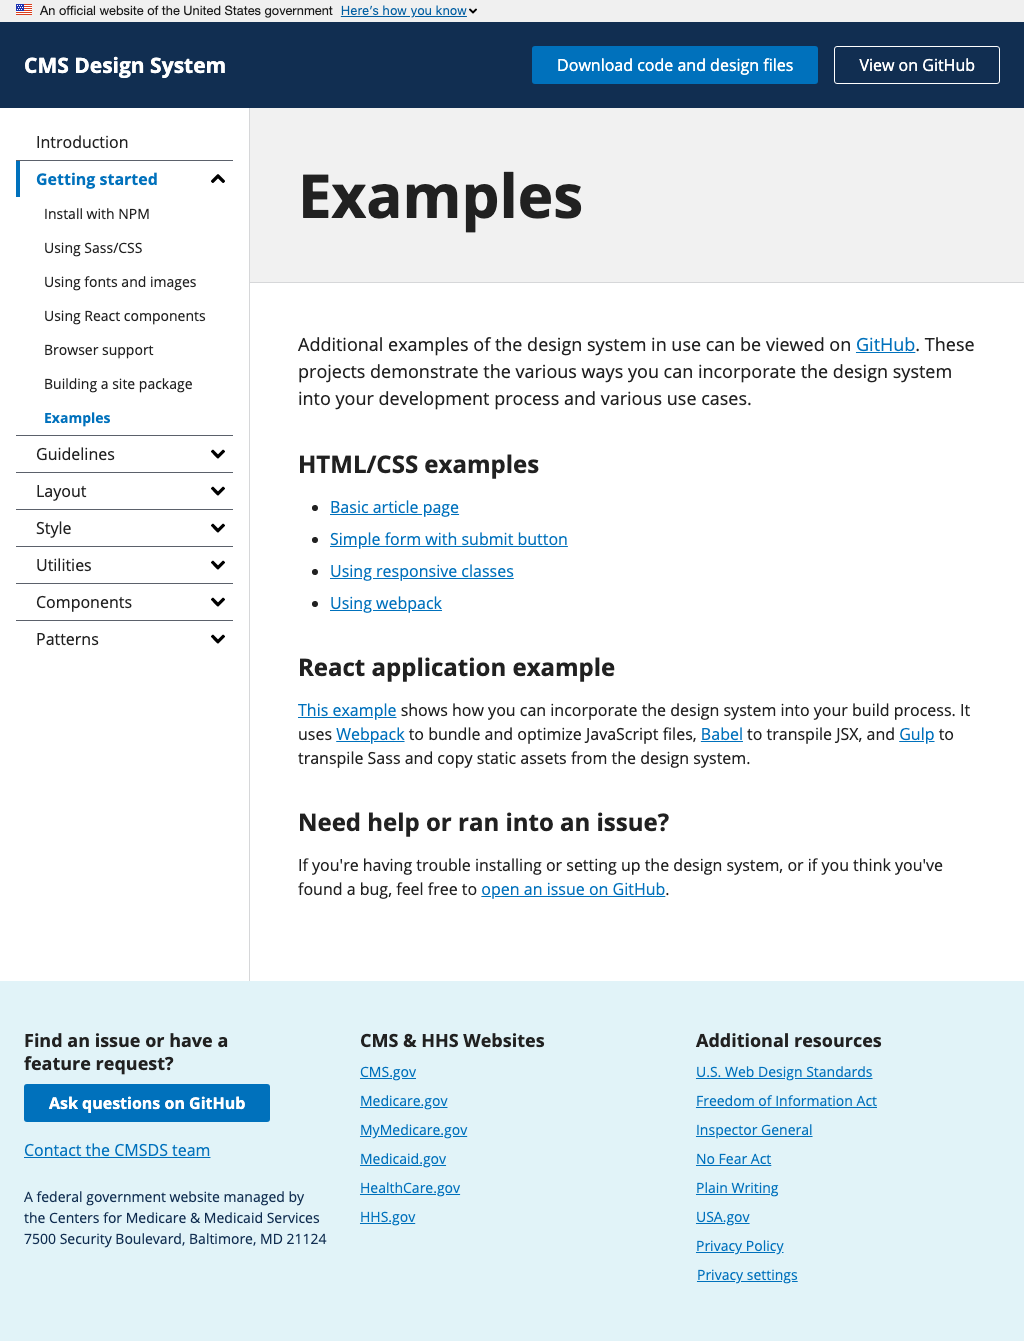 An official website of the United States government Here's how you know
CMS Design System
Download code and design files
View on GitHub
Introduction
Getting started
Install with NPM
Using Sass/CSS
Using fonts and images
Using React components
Browser support
Building a site package
Examples
Guidelines
Layout
Style
Utilities
Components
Patterns
Examples
Additional examples of the design system in use can be viewed on GitHub. These
projects demonstrate the various ways you can incorporate the design system
into your development process and various use cases.
HTML/CSS examples
Basic article page
Simple form with submit button
Using responsive classes
Using webpack
React application example
This example shows how you can incorporate the design system into your build process. It
uses Webpack to bundle and optimize JavaScript files, Babel to transpile JSX, and Gulp to
transpile Sass and copy static assets from the design system.
Need help or ran into an issue?
If you're having trouble installing or setting up the design system, or if you think you've
found a bug, feel free to open an issue on GitHub.
Find an issue or have a
feature request?
Ask questions on GitHub
Contact the CMSDS team
A federal government website managed by
the Centers for Medicare & Medicaid Services
7500 Security Boulevard, Baltimore, MD 21124
CMS & HHS Websites
CMS.gov
Medicare.gov
MyMedicare.gov
Medicaid.gov
HealthCare.gov
HHS.gov
Additional resources
U.S. Web Design Standards
Freedom of Information Act
Inspector General
No Fear Act
Plain Writing
USA.gov
Privacy Policy
Privacy settings